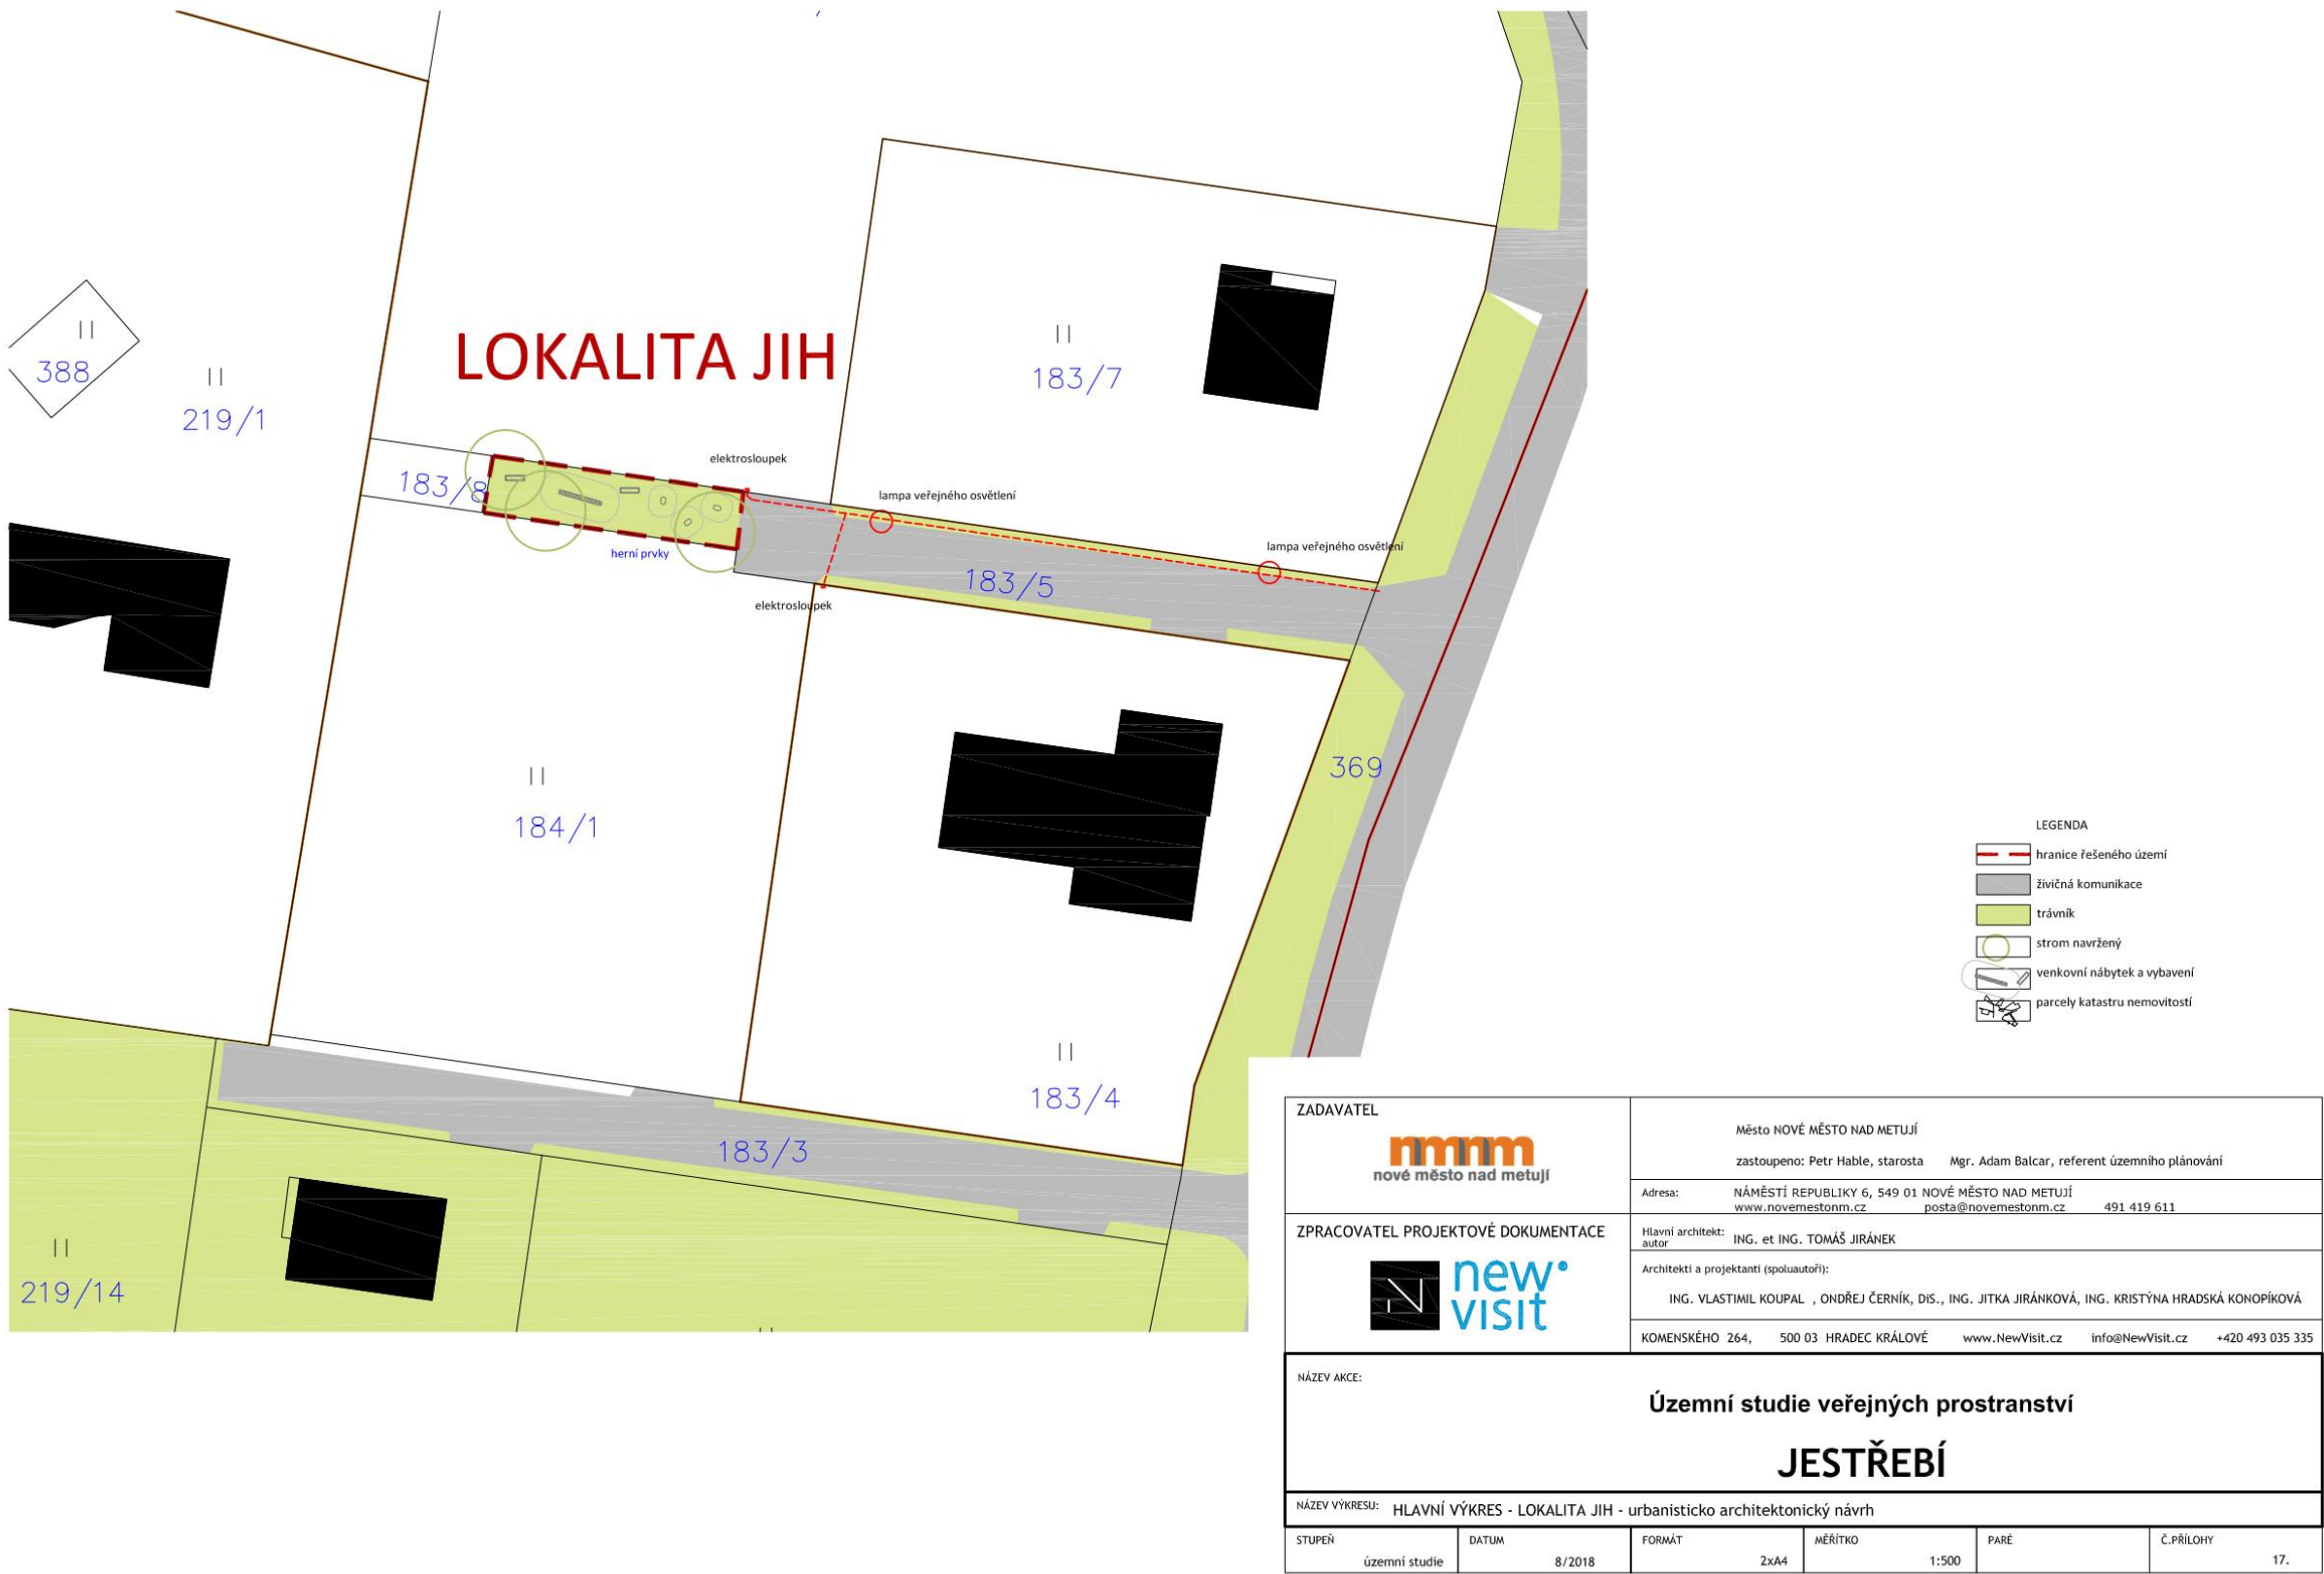 LOKALITA JIH
388
219/1
183/7
183/8
elektrosloupek
lampa veřejného osvětlení
lampa veřejného osvětlení
herní prvky
183/5
elektrosloupek
369
184/1
183/4
183/3
219/14
LEGENDA
hranice řešeného území
živičná komunikace
trávník
strom navržený
venkovní nábytek a vybavení
parcely katastru nemovitostí
ZADAVATEL
nmnm
nové město nad metují
Město NOVÉ MĚSTO NAD METUJÍ
zastoupeno: Petr Hable, starosta Mgr. Adam Balcar, referent územního plánování
Adresa: NÁMĚSTÍ REPUBLIKY 6, 549 01 NOVÉ MĚSTO NAD METUJÍ
www.novemestonm.cz posta@novemestonm.cz 491 419 611
ZPRACOVATEL PROJEKTOVÉ DOKUMENTACE
new
visit
Hlavní architekt:
autor
ING. et ING. TOMÁŠ JIRÁNEK
Architekti a projektanti (spoluautoři):
ING. VLASTIMIL KOUPAL , ONDŘEJ ČERNÍK, DiS., ING. JITKA JIRÁNKOVÁ, ING. KRISTÝNA HRADSKÁ KONOPÍKOVÁ
KOMENSKÉHO 264, 500 03 HRADEC KRÁLOVÉ www.NewVisit.cz info@NewVisit.cz +420 493 035 335
NÁZEV AKCE:
Územní studie veřejných prostranství
JESTŘEBÍ
NÁZEV VÝKRESU: HLAVNÍ VÝKRES - LOKALITA JIH - urbanisticko architektonický návrh
STUPEŇ
územní studie
DATUM
8/2018
FORMÁT
2xA4
MĚŘÍTKO
1:500
PARÉ
Č.PŘÍLOHY
17.